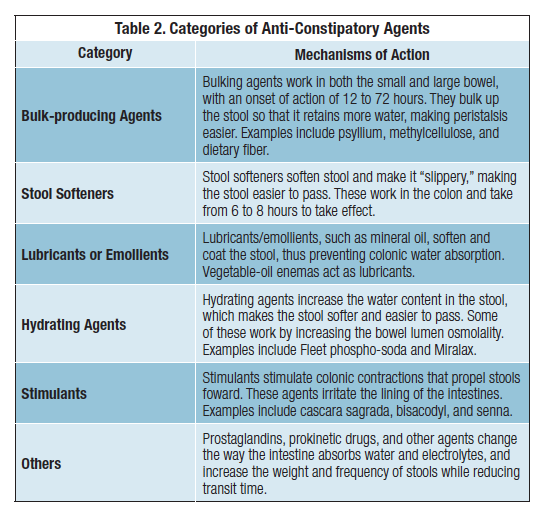 Table 2. Categories of Anti-Constipatory Agents
Category
Mechanisms of Action
Bulk-producing Agents
Bulking agents work in both the small and large bowel,
with an onset of action of 12 to 72 hours. They bulk up
the stool so that it retains more water, making peristalsis
easier. Examples include psyllium, methylcellulose, and
dietary fiber.
Stool Softeners
Stool softeners soften stool and make it “slippery,” making
the stool easier to pass. These work in the colon and take
from 6 to 8 hours to take effect.
Lubricants or Emollients
Lubricants/emollients, such as mineral oil, soften and
coat the stool, thus preventing colonic water absorption.
Vegetable-oil enemas act as lubricants.
Hydrating Agents
Hydrating agents increase the water content in the stool,
which makes the stool softer and easier to pass. Some
of these work by increasing the bowel lumen osmolality.
Examples include Fleet phospho-soda and Miralax.
Stimulants
Stimulants stimulate colonic contractions that propel stools
foward. These agents irritate the lining of the intestines.
Examples include cascara sagrada, bisacodyl, and senna.
Others
Prostaglandins, prokinetic drugs, and other agents change
the way the intestine absorbs water and electrolytes, and
increase the weight and frequency of stools while reducing
transit time.